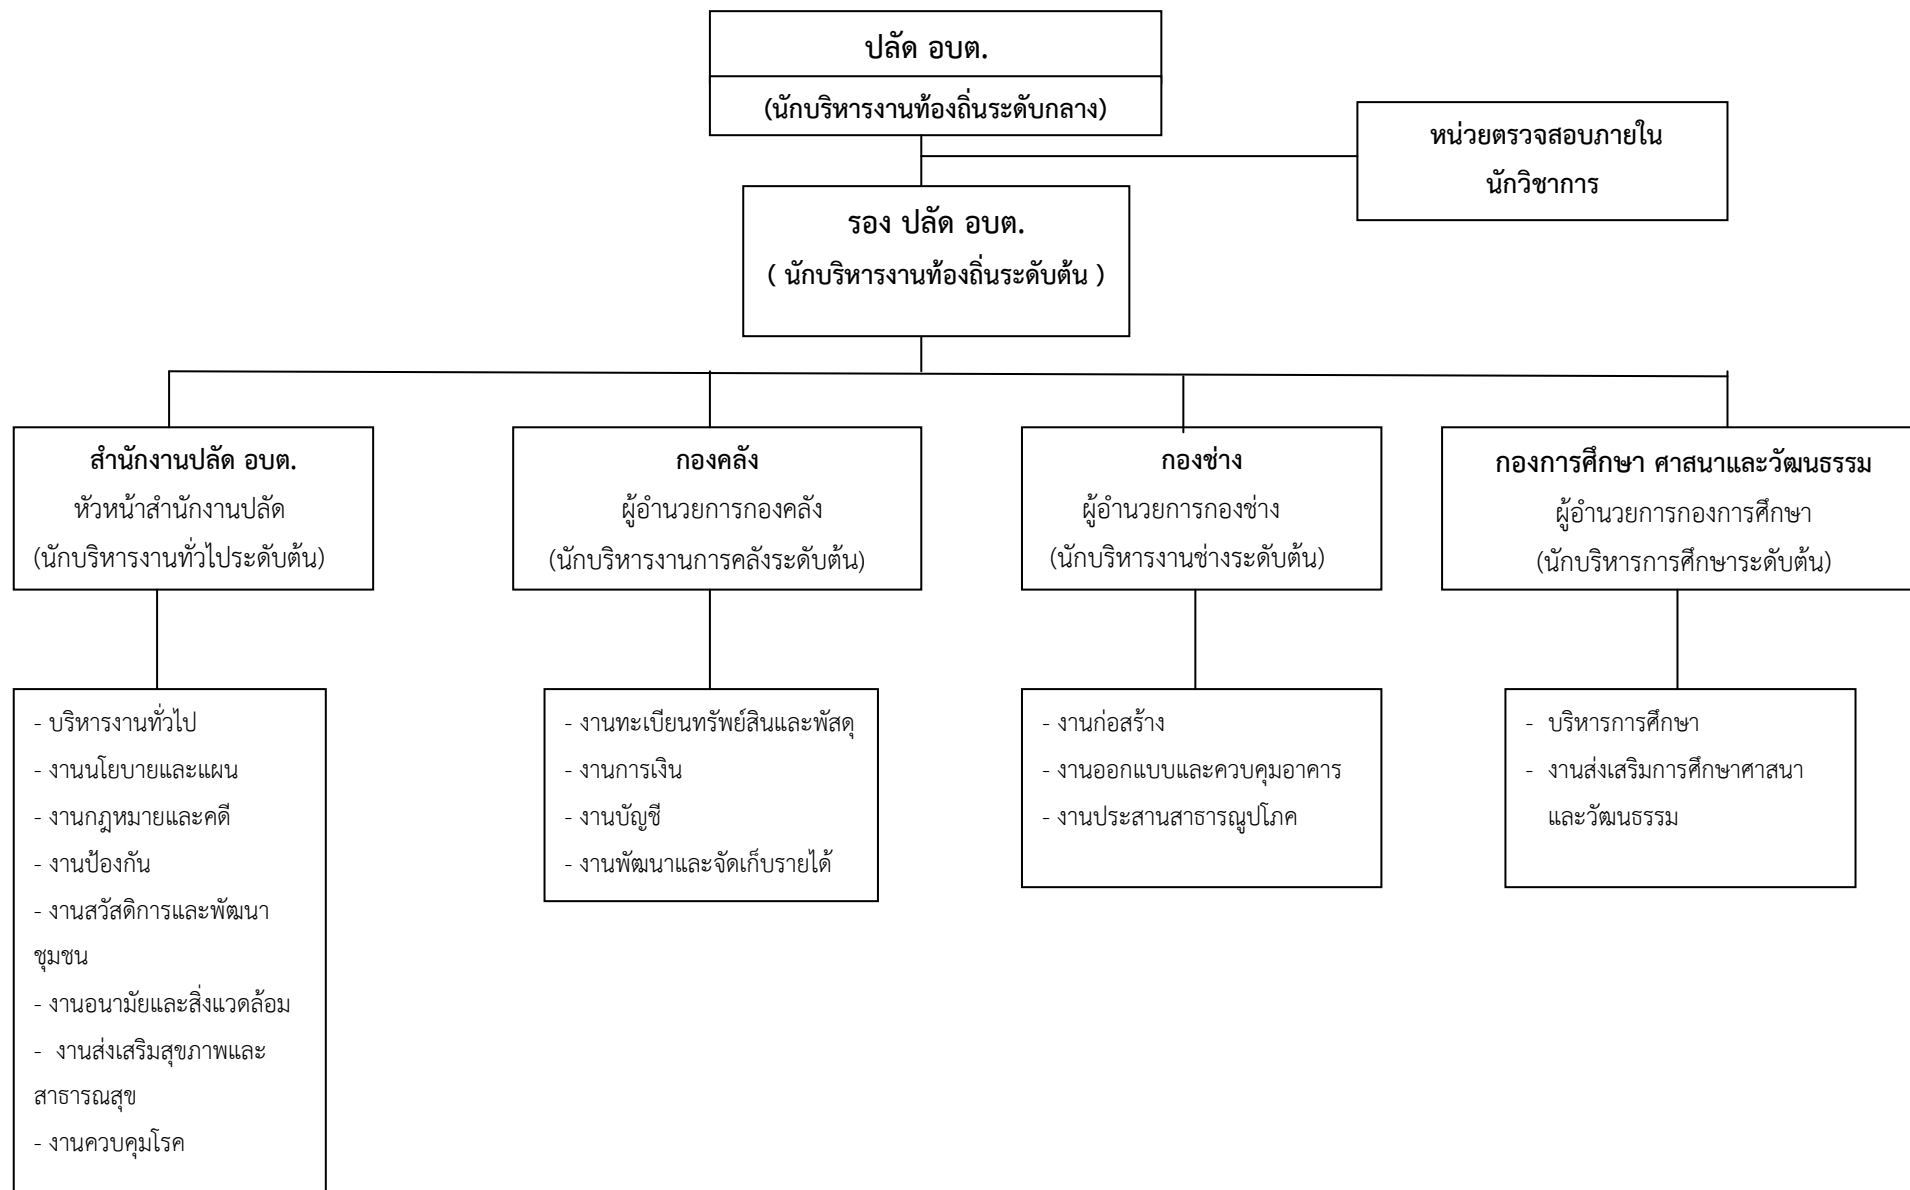 ปลัด อบต.
(นักบริหารงานท้องถิ่นระดับกลาง)
หน่วยตรวจสอบภายใน
นักวิชาการ
รอง ปลัด อบต.
( นักบริหารงานท้องถิ่นระดับต้น )
สำนักงานปลัด อบต.
หัวหน้าสำนักงานปลัด
(นักบริหารงานทั่วไประดับต้น)
กองคลัง
ผู้อำนวยการกองคลัง
(นักบริหารงานการคลังระดับต้น)
กองช่าง
ผู้อำนวยการกองช่าง
(นักบริหารงานช่างระดับต้น)
กองการศึกษา ศาสนาและวัฒนธรรม
ผู้อำนวยการกองการศึกษา
(นักบริหารการศึกษาระดับต้น)
- บริหารงานทั่วไป
- งานนโยบายและแผน
- งานกฎหมายและคดี
- งานป้องกัน
- งานสวัสดิการและพัฒนา
ชุมชน
- งานอนามัยและสิ่งแวดล้อม
- งานส่งเสริมสุขภาพและ
สาธารณสุข
- งานควบคุมโรค
- งานทะเบียนทรัพย์สินและพัสดุ
- งานการเงิน
- งานบัญชี
- งานพัฒนาและจัดเก็บรายได้
- งานก่อสร้าง
- งานออกแบบและควบคุมอาคาร
- งานประสานสาธารณูปโภค
- บริหารการศึกษา
- งานส่งเสริมการศึกษาศาสนา
และวัฒนธรรม